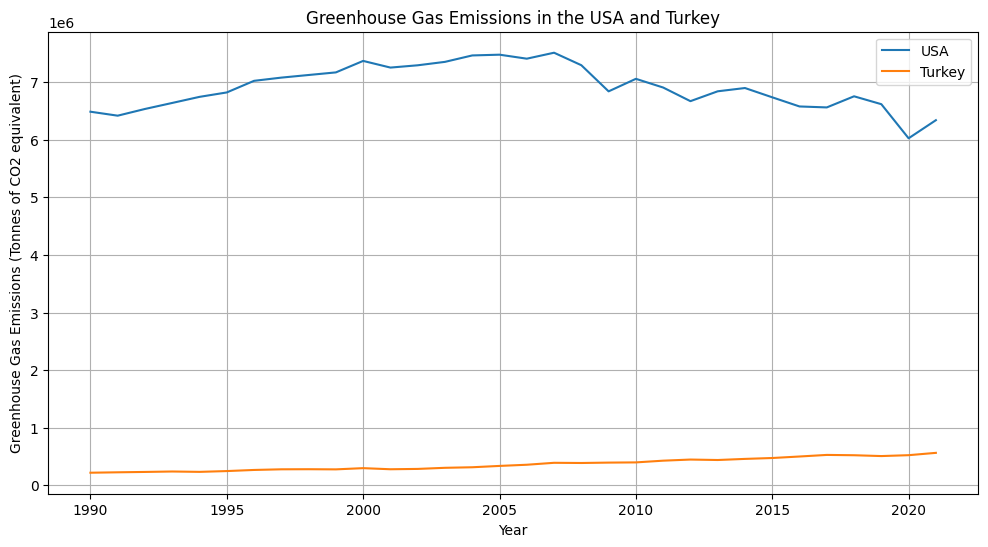 Greenhouse Gas Emissions in the USA and Turkey
1e6
USA
Turkey
7
6
5
4
3
2
1
0
Greenhouse Gas Emissions (Tonnes of CO2 equivalent)
1990 1995 2000 2005 2010 2015 2020
Year